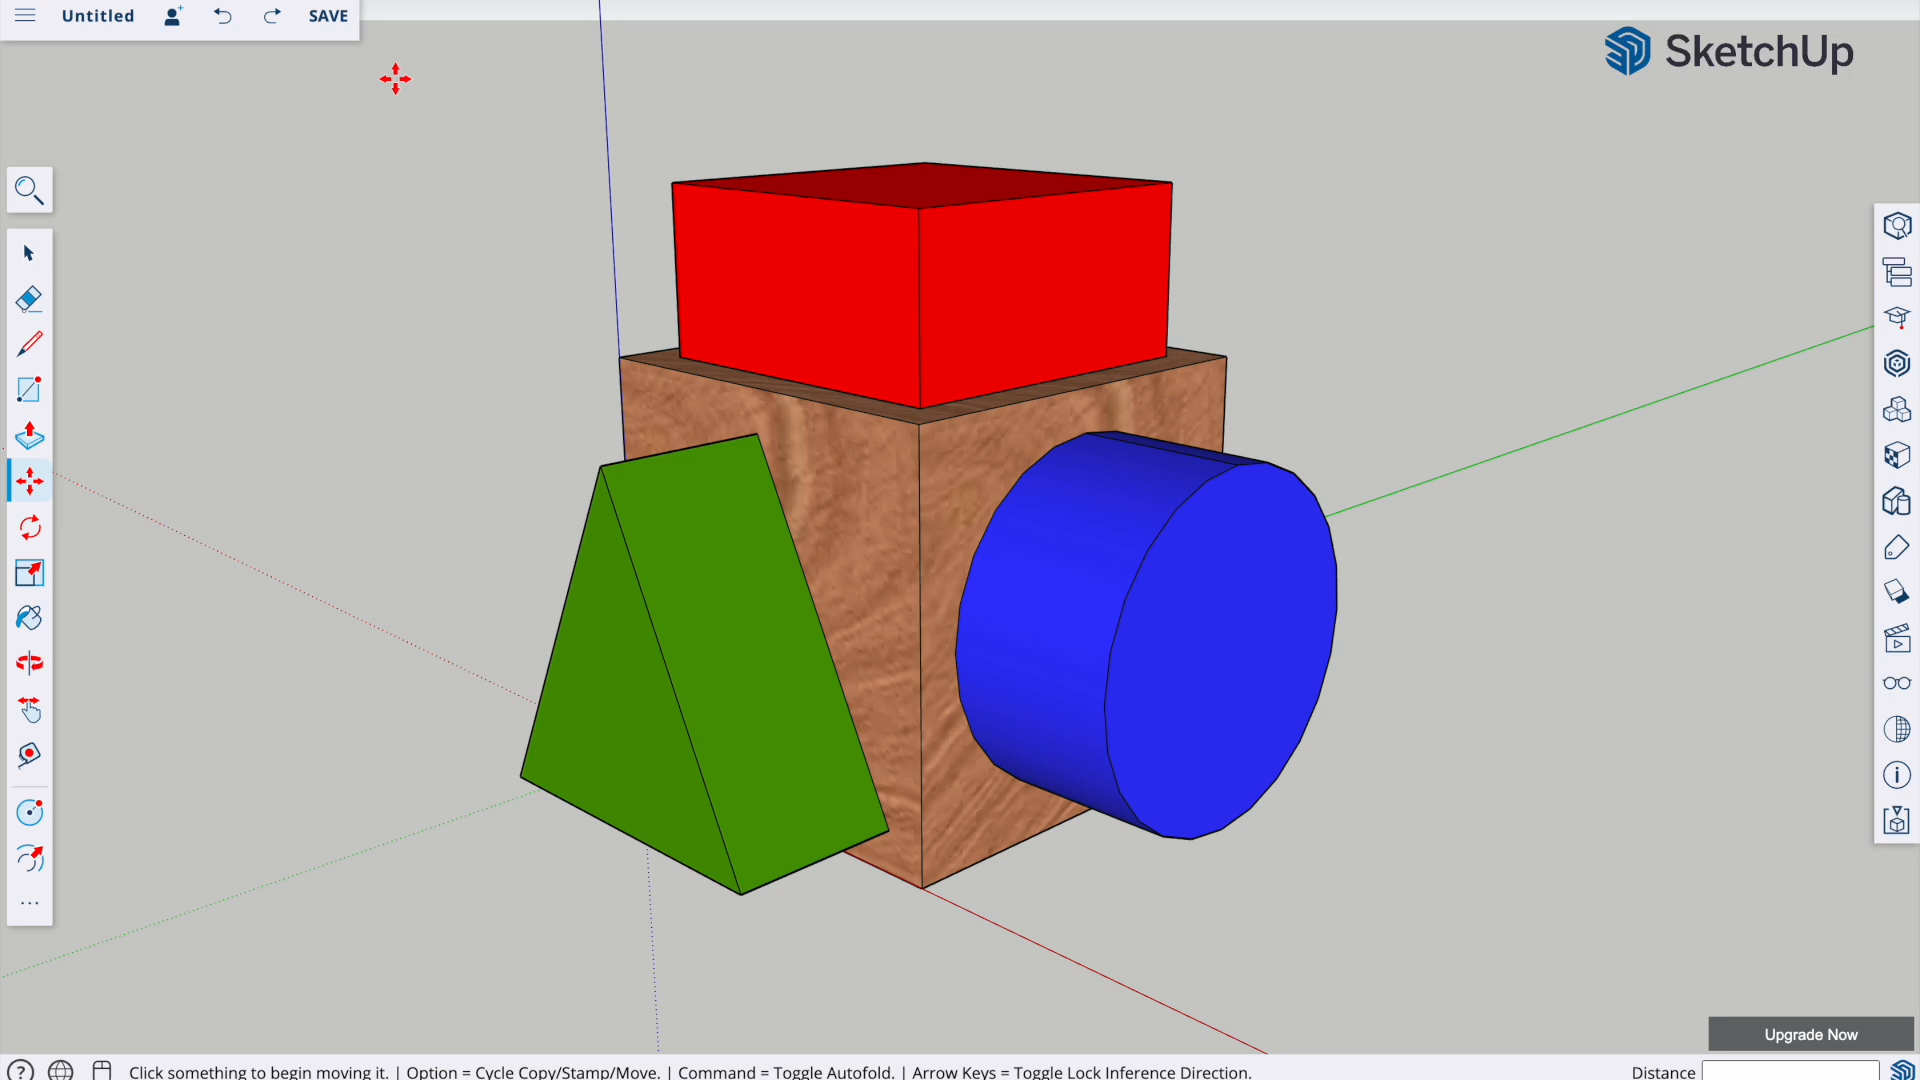 Untitled
SAVE
SketchUp
Upgrade Now
Click something to begin moving it. | Option = Cycle Copy/Stamp/Move. | Command = Toggle Autofold. | Arrow Keys = Toggle Lock Inference Direction.
Distance